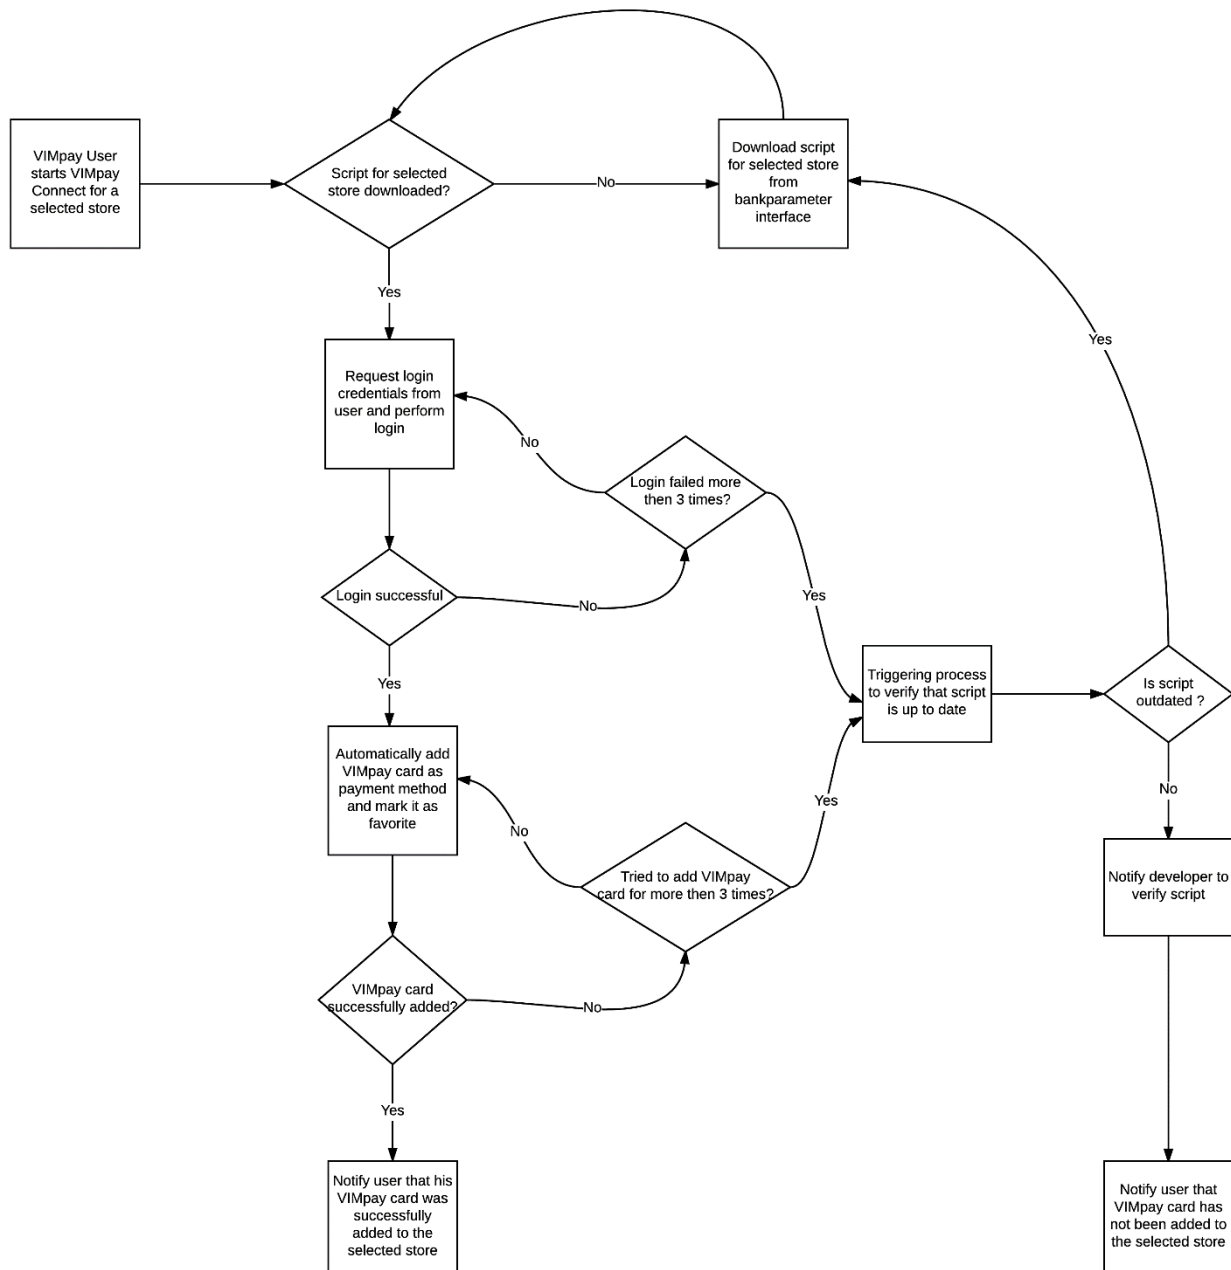 VIMpay User
starts VIMpay
Connect for a
selected store
Script for selected
store downloaded?
No
Download script
for selected store
from
bankparameter
interface
Yes
Request login
credentials from
user and perform
login
No
Login failed more
then 3 times?
Yes
Login successful
No
Yes
Yes
Triggering process
to verify that script
is up to date
Is script
outdated ?
Automatically add
VIMpay card as
payment method
and mark it as
favorite
No
Yes
No
Tried to add VIMpay
card for more then 3 times?
Notify developer to
verify script
VIMpay card
successfully added?
No
Yes
Notify user that his
VIMpay card was
successfully
added to the
selected store
Notify user that
VIMpay card has
not been added to
the selected store